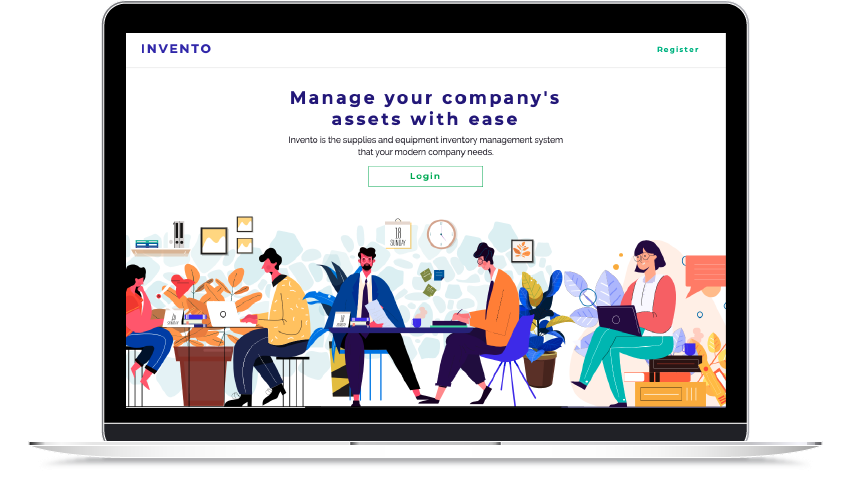 INVENTO
Register
Manage your company's
assets with ease
Invento is the supplies and equipment inventory management system
that your modern company needs.
Login
18
SUNDAY